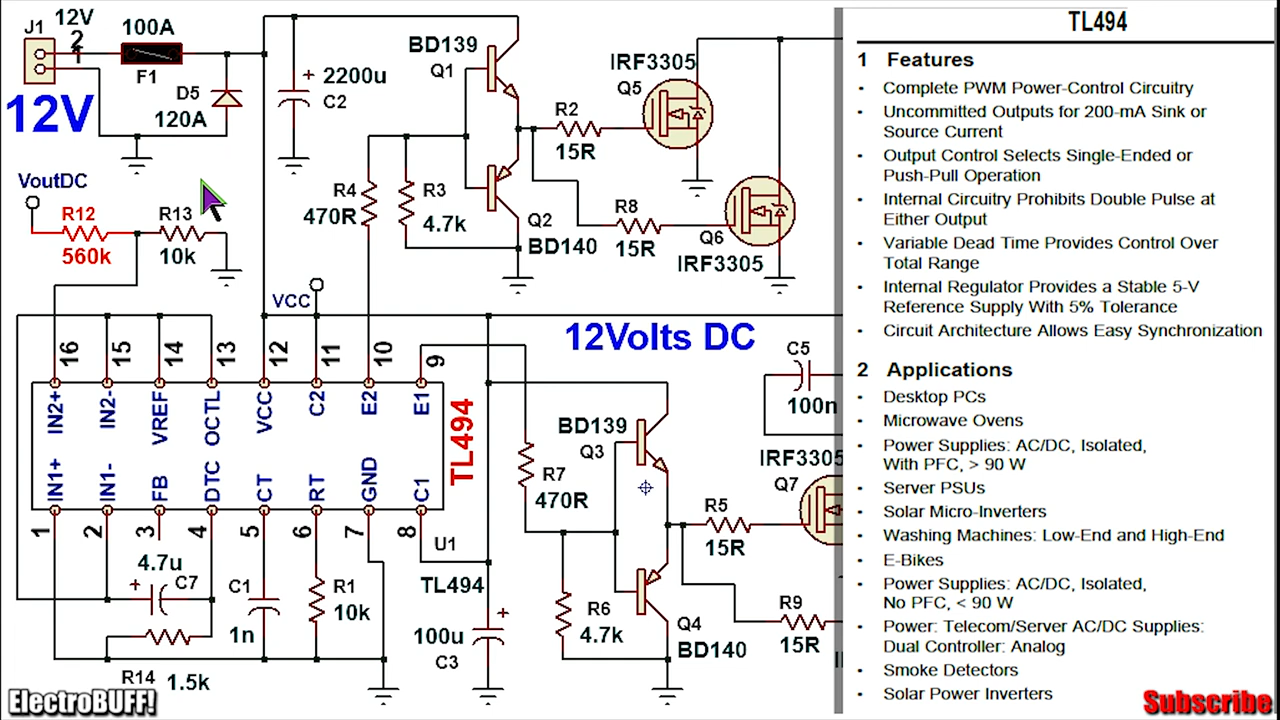 J1
12V
2
1
100A
F1
12V
D5
120A
2200u
C2
BD139
Q1
R2
15R
IRF3305
Q5
VoutDC
R12
560k
R13
10k
R4
470R
R3
4.7k
Q2
BD140
R8
15R
Q6
IRF3305
VCC
12Volts DC
16
15
14
13
12
11
10
9
IN2+
IN2-
VREF
OCTL
VCC
C2
E2
E1
TL494
IN1+
IN1-
FB
DTC
CT
RT
GND
C1
1
2
3
4
5
6
7
8
U1
TL494
4.7u
C7
C1
1n
R1
10k
R14
1.5k
100u
C3
R7
470R
BD139
Q3
R6
4.7k
Q4
BD140
R5
15R
R9
15R
C5
100n
IRF3305
Q7
ElectroBUFF!
TL494
1 Features
• Complete PWM Power-Control Circuitry
• Uncommitted Outputs for 200-mA Sink or
Source Current
• Output Control Selects Single-Ended or
Push-Pull Operation
• Internal Circuitry Prohibits Double Pulse at
Either Output
• Variable Dead Time Provides Control Over
Total Range
• Internal Regulator Provides a Stable 5-V
Reference Supply With 5% Tolerance
• Circuit Architecture Allows Easy Synchronization
2 Applications
• Desktop PCs
• Microwave Ovens
• Power Supplies: AC/DC, Isolated,
With PFC, > 90 W
• Server PSUs
• Solar Micro-Inverters
• Washing Machines: Low-End and High-End
• E-Bikes
• Power Supplies: AC/DC, Isolated,
No PFC, < 90 W
• Power: Telecom/Server AC/DC Supplies:
Dual Controller: Analog
• Smoke Detectors
• Solar Power Inverters
Subscribe